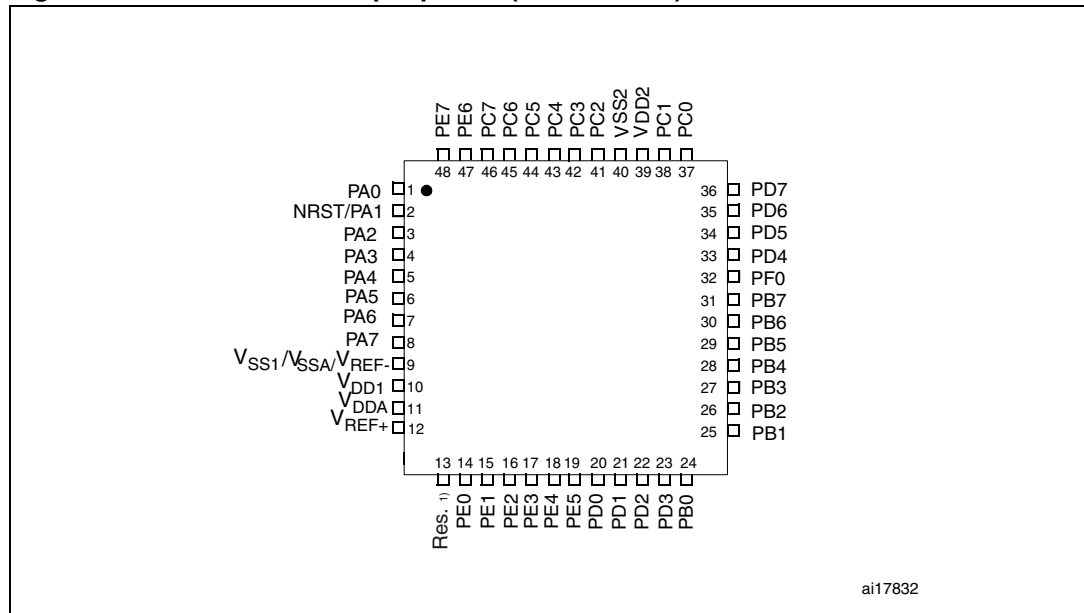 PE7
PE6
PC7
PC6
PC5
PC4
PC3
PC2
VSS2
VDD2
PC1
PC0
48 47 46 45 44 43 42 41 40 39 38 37
PA0 1
NRST/PA1 2
PA2 3
PA3 4
PA4 5
PA5 6
PA6 7
PA7 8
VSS1/VSSA/VREF- 9
VDD1 10
VDDA 11
VREF+ 12
36 PD7
35 PD6
34 PD5
33 PD4
32 PF0
31 PB7
30 PB6
29 PB5
28 PB4
27 PB3
26 PB2
25 PB1
13 14 15 16 17 18 19 20 21 22 23 24
Res. 1)
PE0
PE1
PE2
PE3
PE4
PE5
PD0
PD1
PD2
PD3
PB0
ai17832